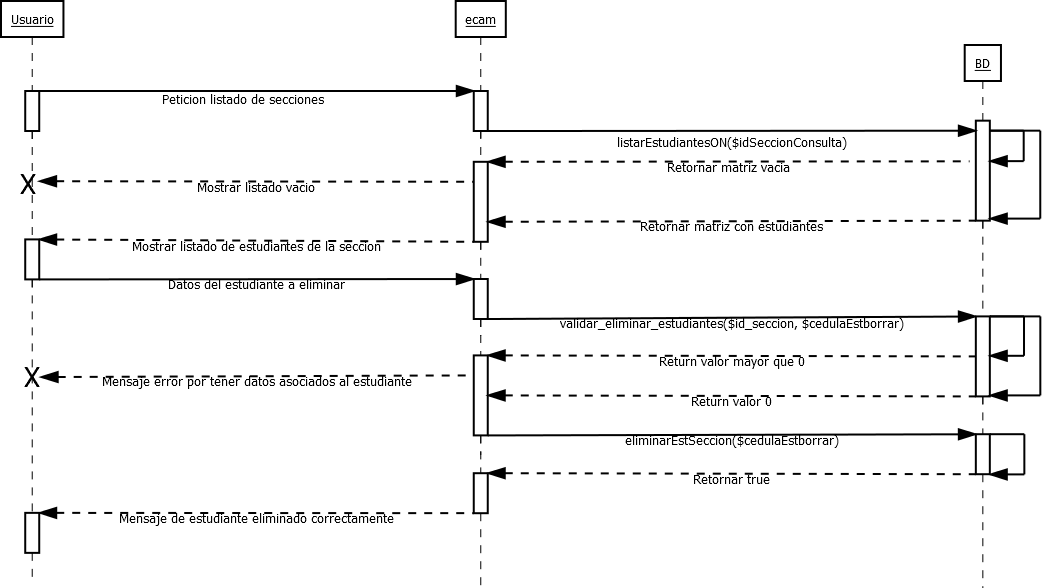 Usuario
ecam
BD
Peticion listado de secciones
listarEstudiantesON($idSeccionConsulta)
Retornar matriz vacia
Mostrar listado vacio
Retornar matriz con estudiantes
Mostrar listado de estudiantes de la seccion
Datos del estudiante a eliminar
validar_eliminar_estudiantes($id_seccion, $cedulaEstborrar)
Return valor mayor que 0
Mensaje error por tener datos asociados al estudiante
Return valor 0
eliminarEstSeccion($cedulaEstborrar)
Retornar true
Mensaje de estudiante eliminado correctamente